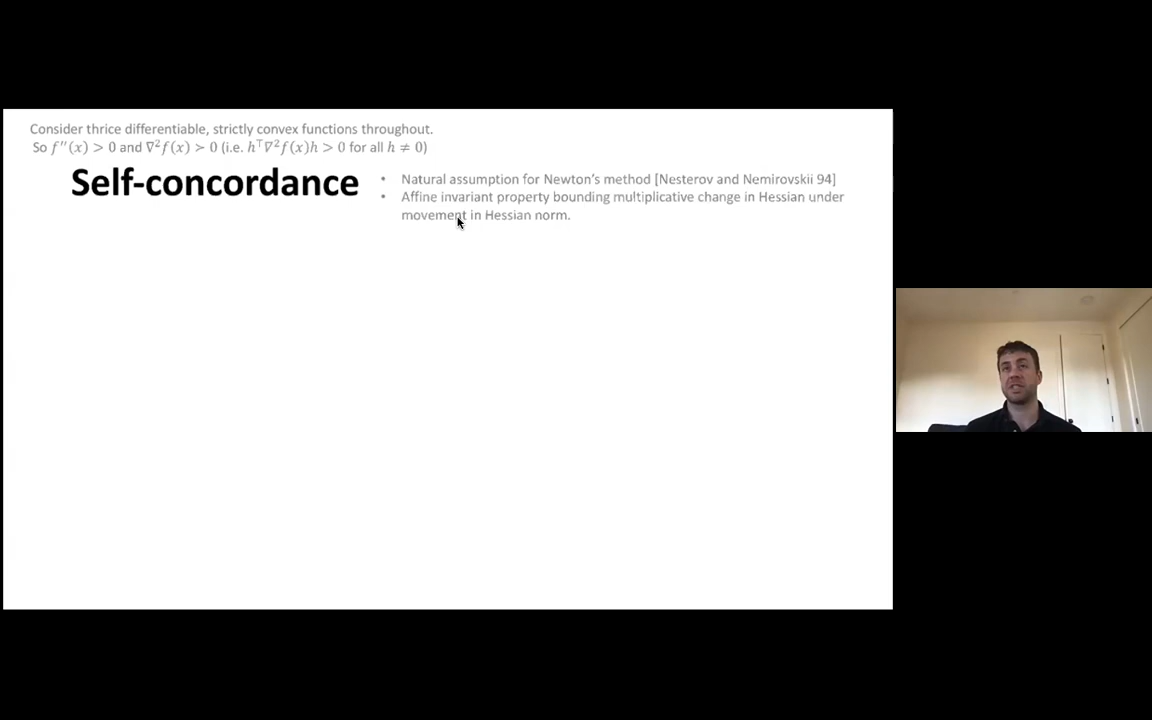 Consider thrice differentiable, strictly convex functions throughout.
So 𝑓′′(𝑥) > 0 and ∇²𝑓(𝑥) ≻ 0 (i.e. ℎ⊤∇²𝑓(𝑥)ℎ > 0 for all ℎ ≠ 0)
Self-concordance
• Natural assumption for Newton's method [Nesterov and Nemirovskii 94]
• Affine invariant property bounding multiplicative change in Hessian under
movement in Hessian norm.